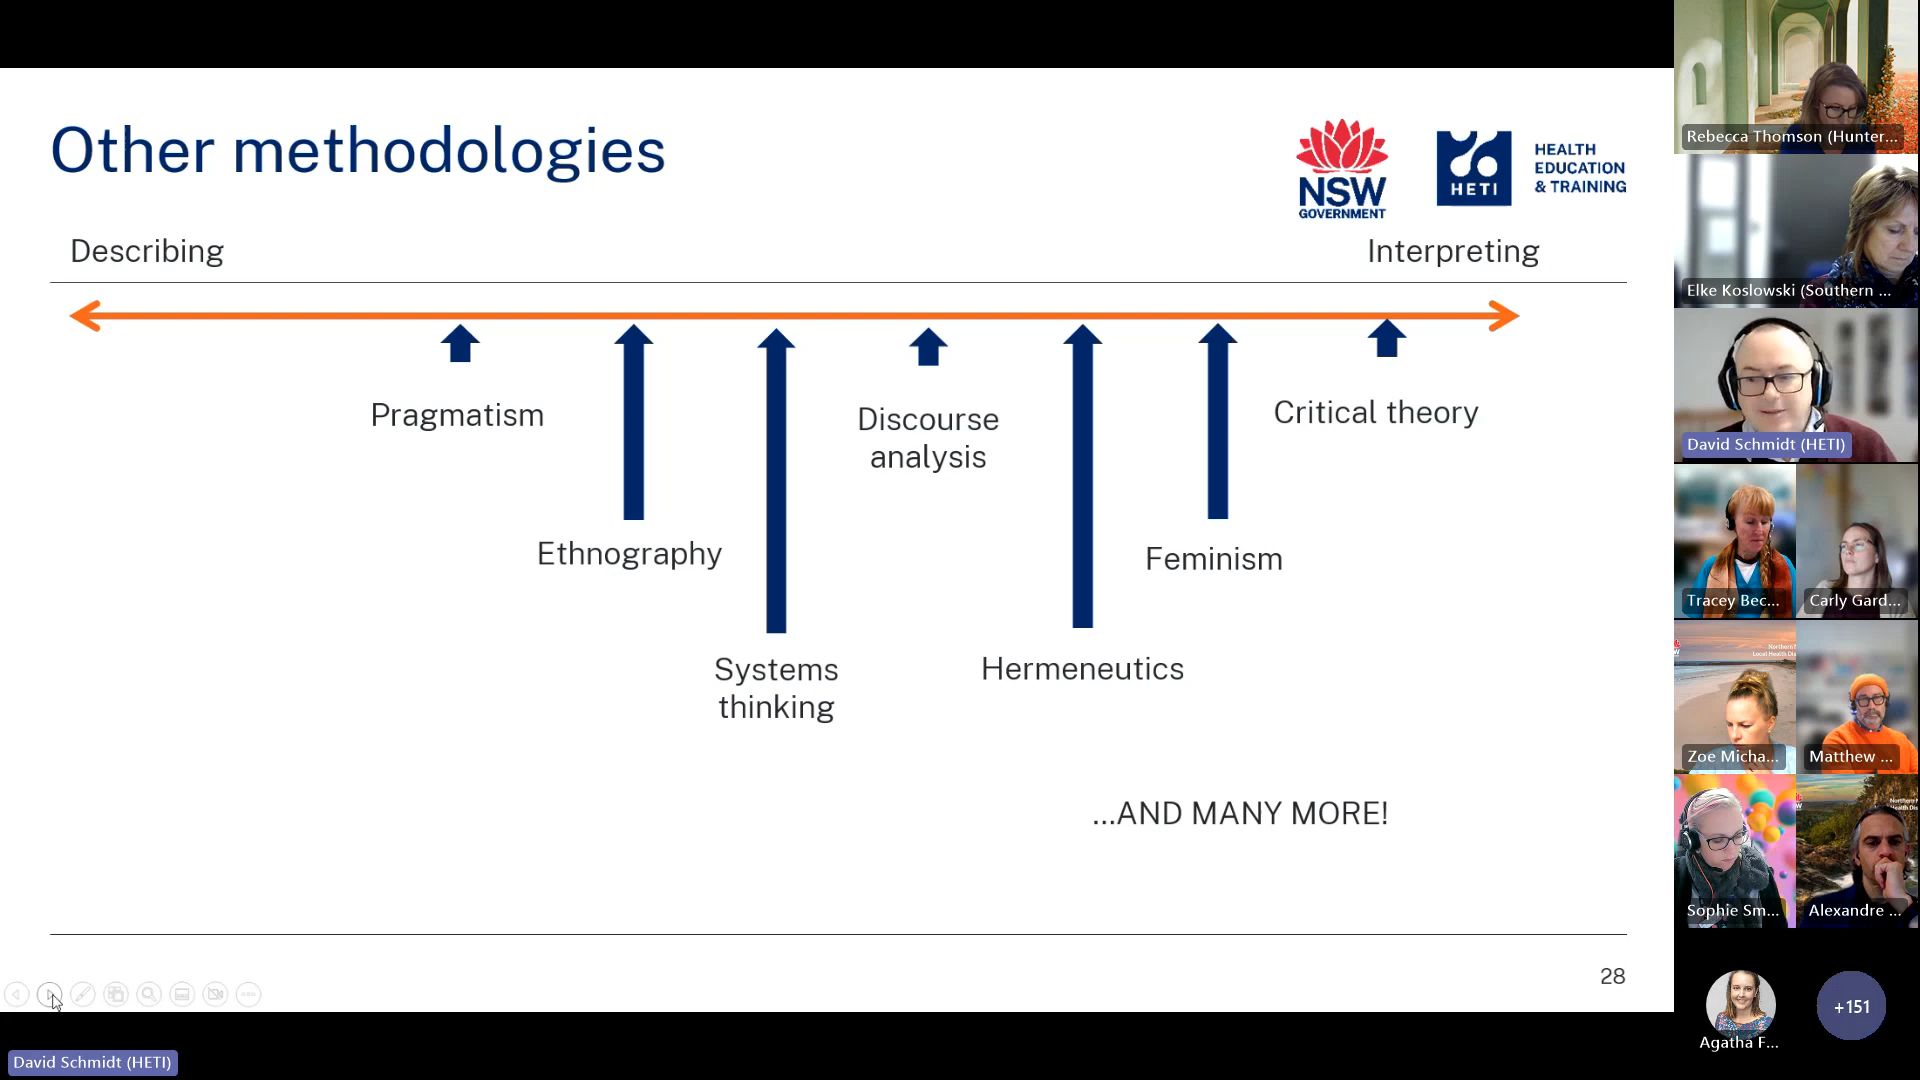 Other methodologies
NSW
GOVERNMENT
HETI
HEALTH
EDUCATION
& TRAINING
Describing
Interpreting
Pragmatism
Ethnography
Systems
thinking
Discourse
analysis
Hermeneutics
Feminism
Critical theory
...AND MANY MORE!
28
David Schmidt (HETI)
Rebecca Thomson (Hunter...
Elke Koslowski (Southern ...
David Schmidt (HETI)
Tracey Bec...
Carly Gard...
Zoe Micha...
Matthew ...
Sophie Sm...
Alexandre ...
Agatha F...
+151